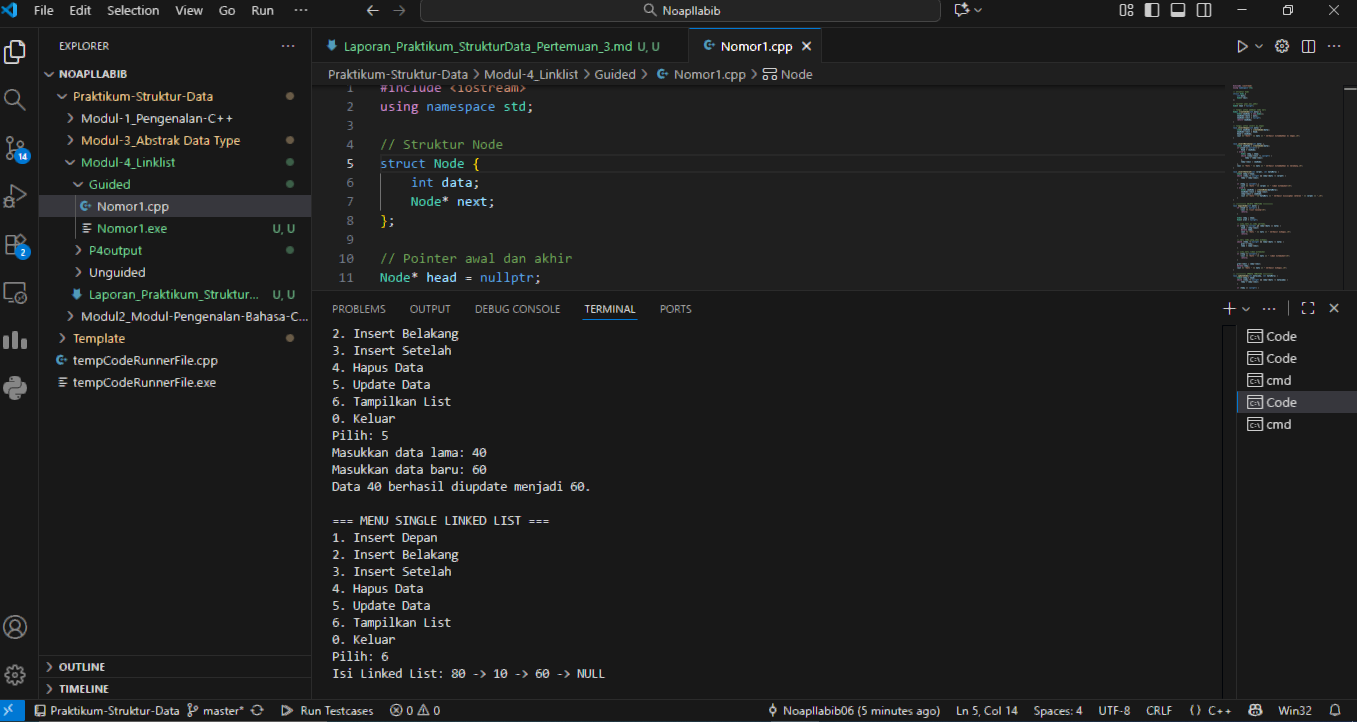 File Edit Selection View Go Run ··· Noapllabib
EXPLORER ···
NOAPLLABIB
Praktikum-Struktur-Data
Modul-1_Pengenalan-C++
Modul-3_Abstrak Data Type
Modul-4_Linklist
Guided
Nomor1.cpp
Nomor1.exe U, U
P4output
Unguided
Laporan_Praktikum_Struktur... U, U
Modul2_Modul-Pengenalan-Bahasa-C...
Template
tempCodeRunnerFile.cpp
tempCodeRunnerFile.exe
OUTLINE
TIMELINE
14
2
Laporan_Praktikum_StrukturData_Pertemuan_3.md U, U Nomor1.cpp
Praktikum-Struktur-Data > Modul-4_Linklist > Guided > Nomor1.cpp > Node
1 #include <iostream>
2 using namespace std;
3
4 // Struktur Node
5 struct Node {
6 int data;
7 Node* next;
8 };
9
10 // Pointer awal dan akhir
11 Node* head = nullptr;
PROBLEMS OUTPUT DEBUG CONSOLE TERMINAL PORTS
2. Insert Belakang
3. Insert Setelah
4. Hapus Data
5. Update Data
6. Tampilkan List
0. Keluar
Pilih: 5
Masukkan data lama: 40
Masukkan data baru: 60
Data 40 berhasil diupdate menjadi 60.
=== MENU SINGLE LINKED LIST ===
1. Insert Depan
2. Insert Belakang
3. Insert Setelah
4. Hapus Data
5. Update Data
6. Tampilkan List
0. Keluar
Pilih: 6
Isi Linked List: 80 -> 10 -> 60 -> NULL
Code
Code
cmd
Code
cmd
Praktikum-Struktur-Data master* Run Testcases 0 0 Noapllabib06 (5 minutes ago) Ln 5, Col 14 Spaces: 4 UTF-8 CRLF {} C++ Win32